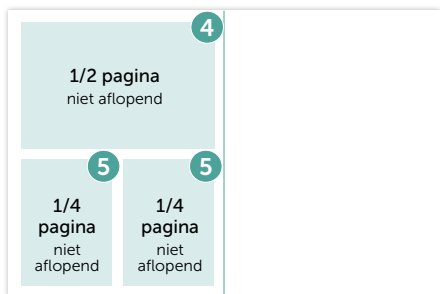 4
1/2 pagina
niet aflopend
5
1/4
pagina
niet
aflopend
5
1/4
pagina
niet
aflopend